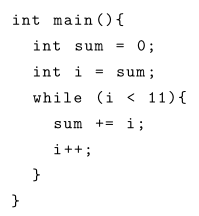 int main(){
  int sum = 0;
  int i = sum;
  while (i < 11){
    sum += i;
    i++;
  }
}